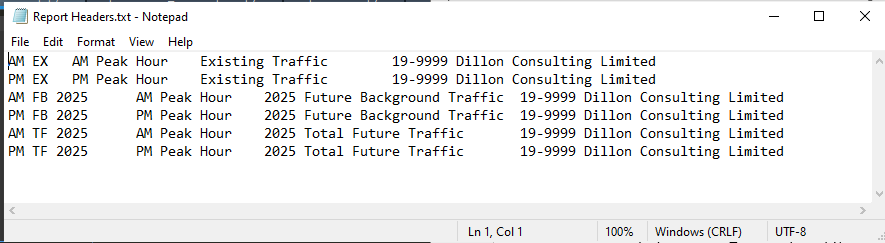 Report Headers.txt - Notepad
File Edit Format View Help
AM EX AM Peak Hour Existing Traffic 19-9999 Dillon Consulting Limited
PM EX PM Peak Hour Existing Traffic 19-9999 Dillon Consulting Limited
AM FB 2025 AM Peak Hour 2025 Future Background Traffic 19-9999 Dillon Consulting Limited
PM FB 2025 PM Peak Hour 2025 Future Background Traffic 19-9999 Dillon Consulting Limited
AM TF 2025 AM Peak Hour 2025 Total Future Traffic 19-9999 Dillon Consulting Limited
PM TF 2025 PM Peak Hour 2025 Total Future Traffic 19-9999 Dillon Consulting Limited
Ln 1, Col 1 100% Windows (CRLF) UTF-8